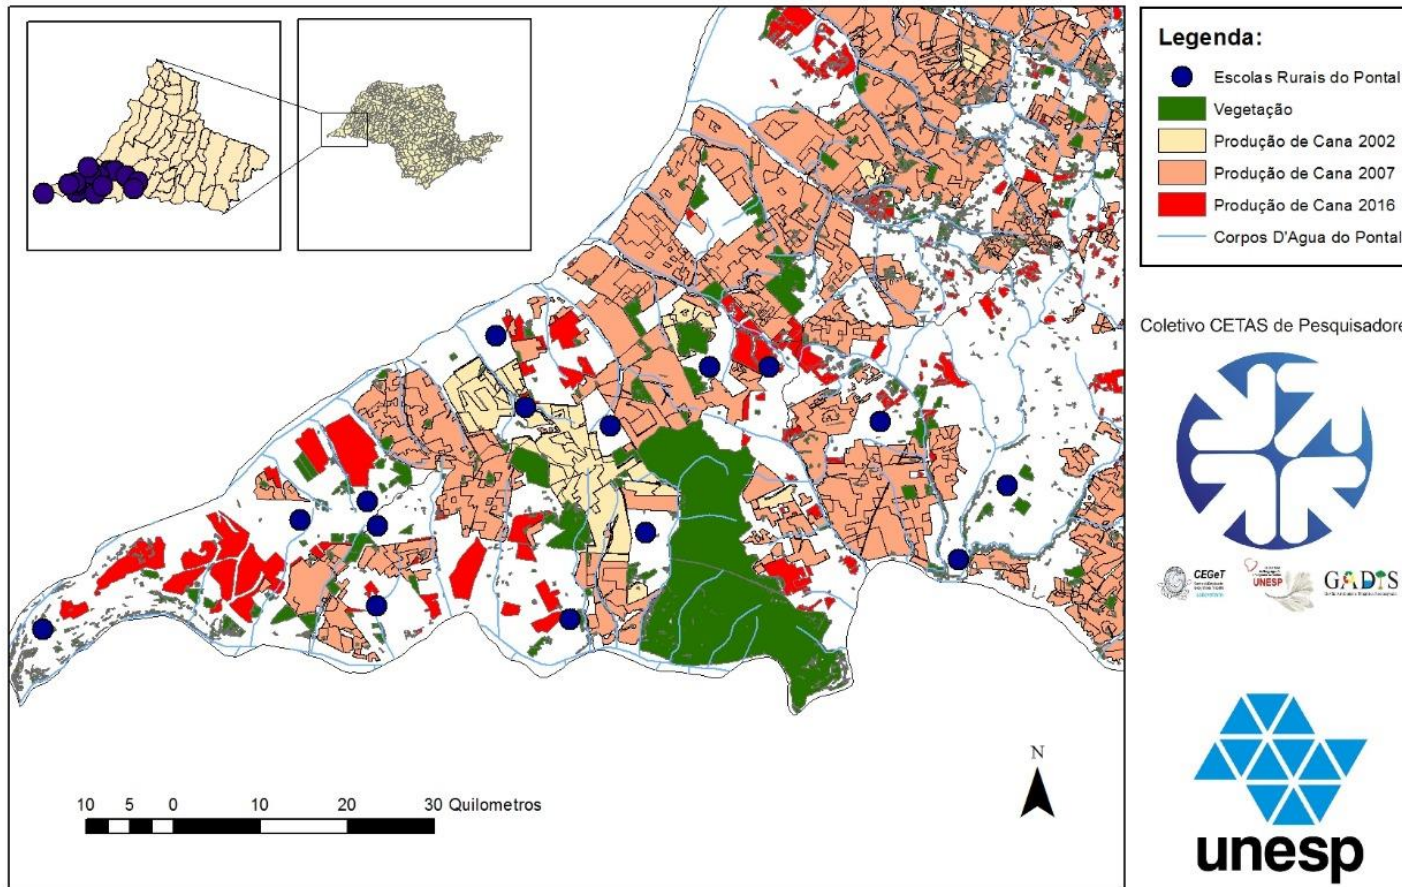 Legenda:
Escolas Rurais do Pontal
Vegetação
Produção de Cana 2002
Produção de Cana 2007
Produção de Cana 2016
Corpos D'Agua do Pontal
Coletivo CETAS de Pesquisadore
CEGeT
UNESP
GADIS
N
10 5 0 10 20 30 Quilometros
unesp